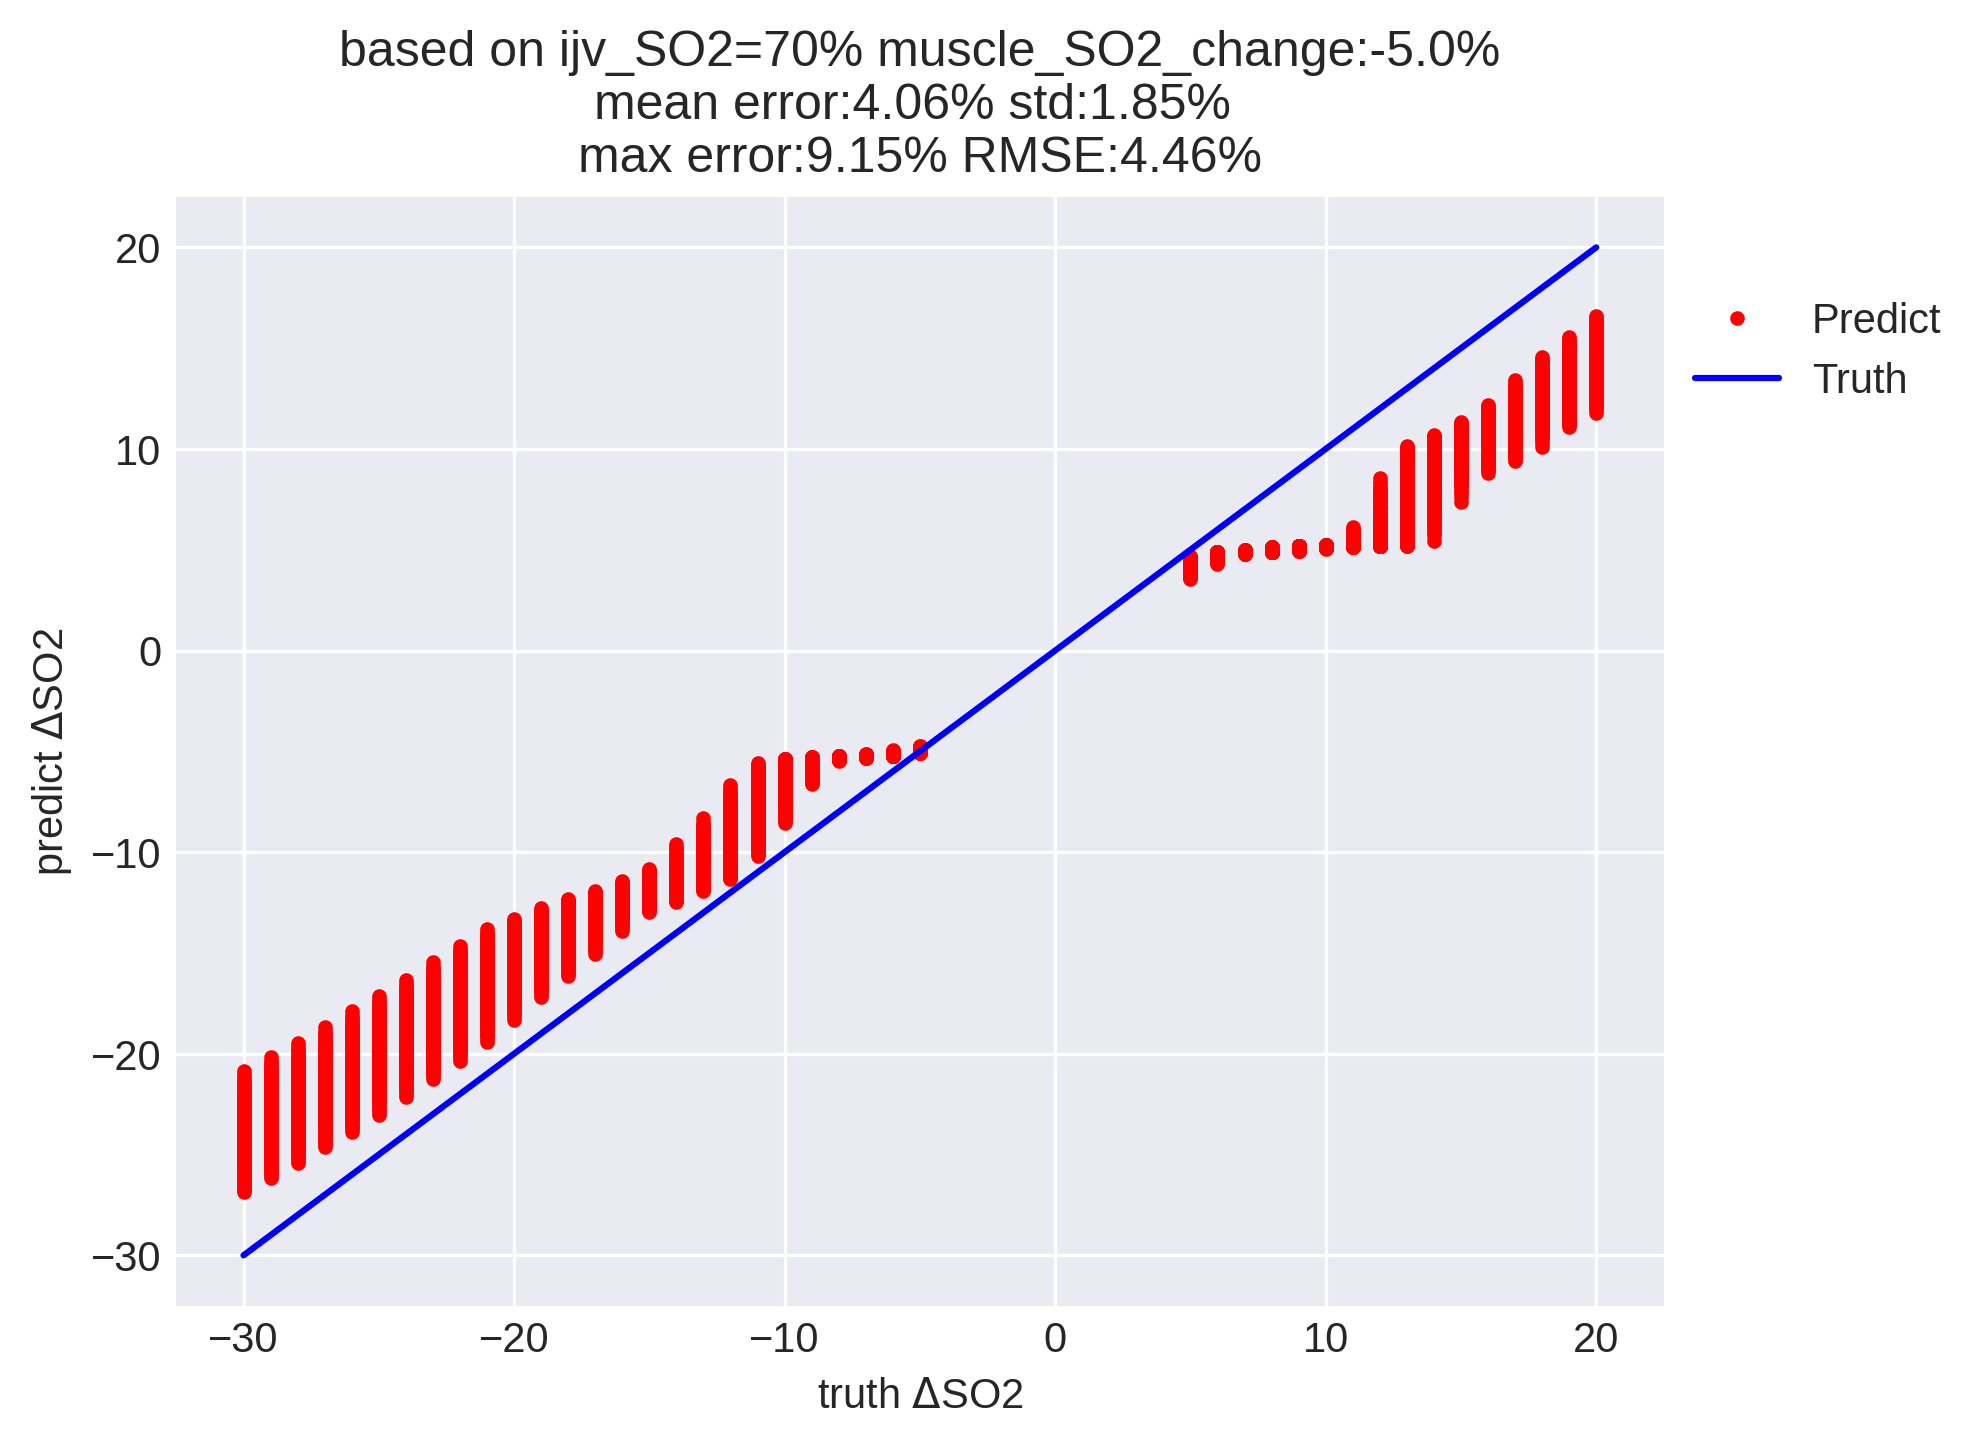 based on ijv_SO2=70% muscle_SO2_change:-5.0%
mean error:4.06% std:1.85%
max error:9.15% RMSE:4.46%
20
10
0
−10
−20
−30
predict ΔSO2
−30
−20
−10
0
10
20
truth ΔSO2
Predict
Truth